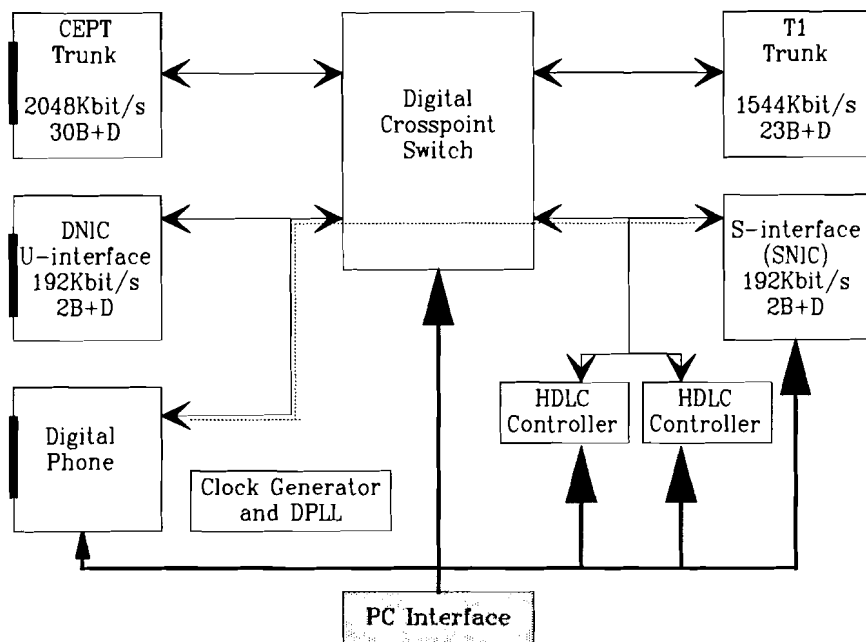 CEPT
Trunk
2048Kbit/s
30B+D
Digital
Crosspoint
Switch
T1
Trunk
1544Kbit/s
23B+D
DNIC
U-interface
192Kbit/s
2B+D
S-interface
(SNIC)
192Kbit/s
2B+D
Digital
Phone
HDLC
Controller
HDLC
Controller
Clock Generator
and DPLL
PC Interface